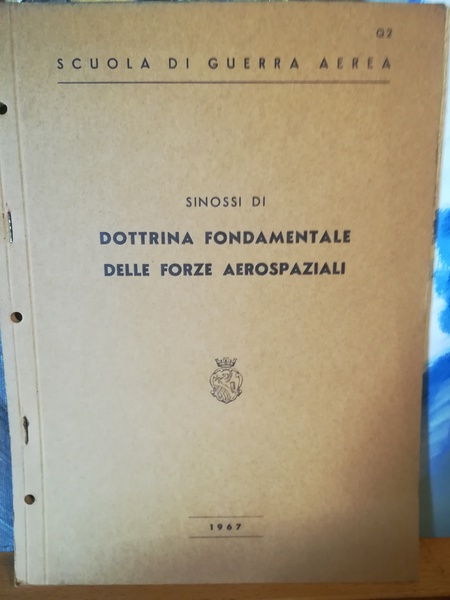 G2
SCUOLA DI GUERRA AEREA
SINOSSI DI
DOTTRINA FONDAMENTALE
DELLE FORZE AEROSPAZIALI
1967